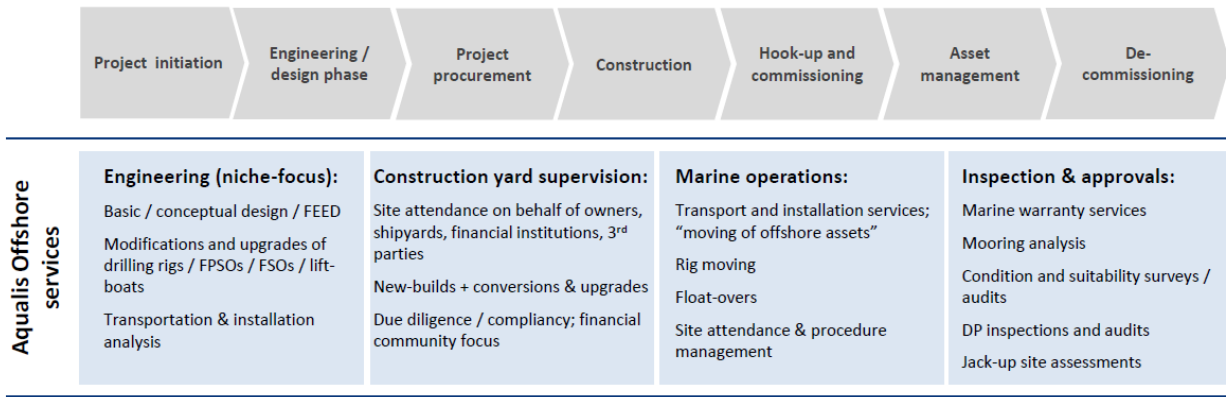 Project initiation
Engineering /
design phase
Project
procurement
Construction
Hook-up and
commissioning
Asset
management
De-
commissioning
Aqualis Offshore
services
Engineering (niche-focus):
Basic / conceptual design / FEED
Modifications and upgrades of
drilling rigs / FPSOs / FSOs / lift-
boats
Transportation & installation
analysis
Construction yard supervision:
Site attendance on behalf of owners,
shipyards, financial institutions, 3rd
parties
New-builds + conversions & upgrades
Due diligence / compliancy; financial
community focus
Marine operations:
Transport and installation services;
“moving of offshore assets”
Rig moving
Float-overs
Site attendance & procedure
management
Inspection & approvals:
Marine warranty services
Mooring analysis
Condition and suitability surveys /
audits
DP inspections and audits
Jack-up site assessments